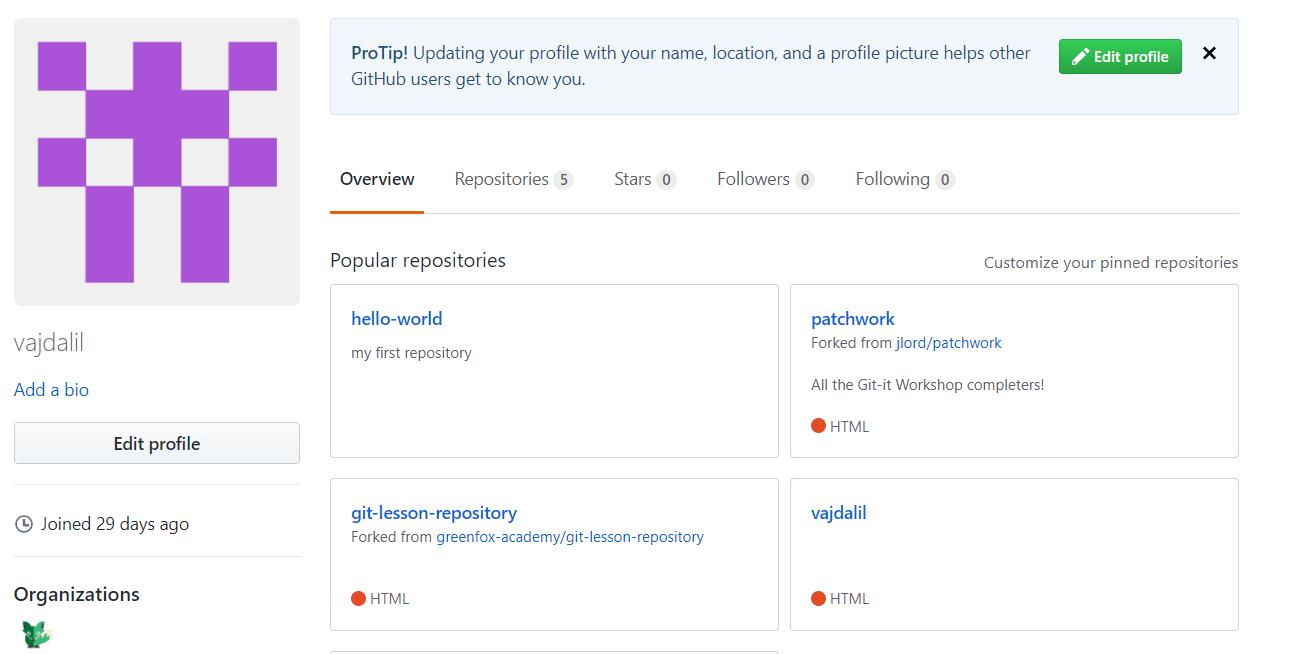 ProTip! Updating your profile with your name, location, and a profile picture helps other
GitHub users get to know you.
Edit profile
Overview
Repositories 5
Stars 0
Followers 0
Following 0
vajdalil
Add a bio
Edit profile
Joined 29 days ago
Organizations
Popular repositories
Customize your pinned repositories
hello-world
my first repository
patchwork
Forked from jlord/patchwork
All the Git-it Workshop completers!
HTML
git-lesson-repository
Forked from greenfox-academy/git-lesson-repository
HTML
vajdalil
HTML